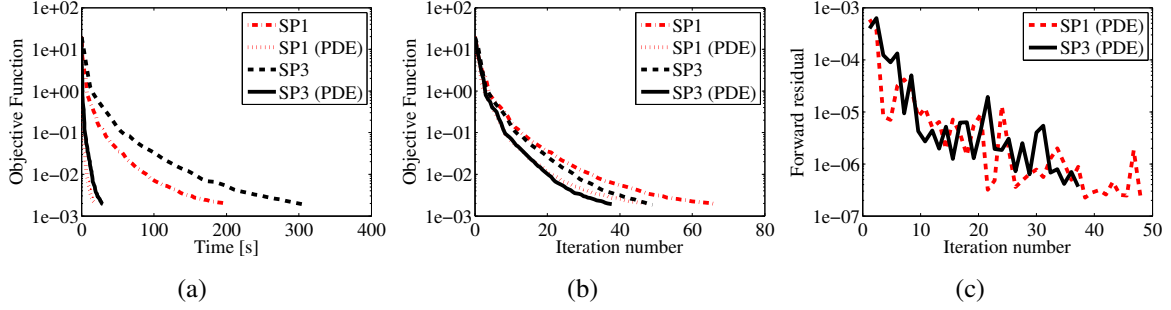 1e+02
1e+01
1e+00
1e-01
1e-02
1e-03
Objective Function
0
100
200
300
400
Time [s]
SP1
SP1 (PDE)
SP3
SP3 (PDE)
(a)
1e+02
1e+01
1e+00
1e-01
1e-02
1e-03
Objective Function
0
20
40
60
80
Iteration number
SP1
SP1 (PDE)
SP3
SP3 (PDE)
(b)
1e-03
1e-04
1e-05
1e-06
1e-07
Forward residual
0
10
20
30
40
50
Iteration number
SP1 (PDE)
SP3 (PDE)
(c)